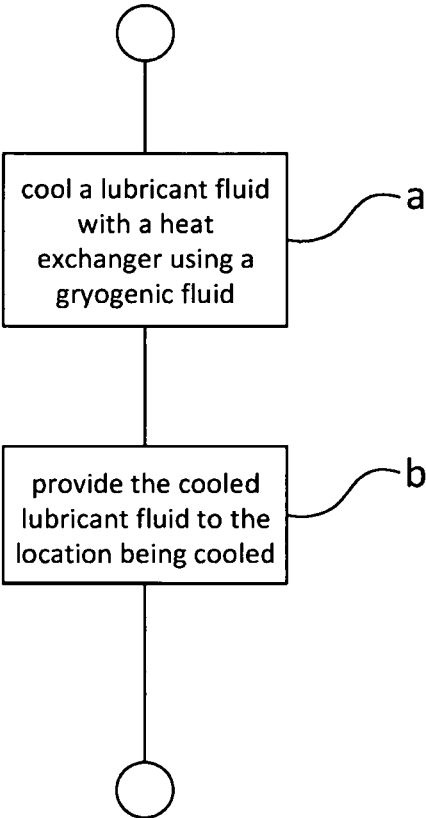 cool a lubricant fluid
with a heat
exchanger using a
gryogenic fluid
a
provide the cooled
lubricant fluid to the
location being cooled
b